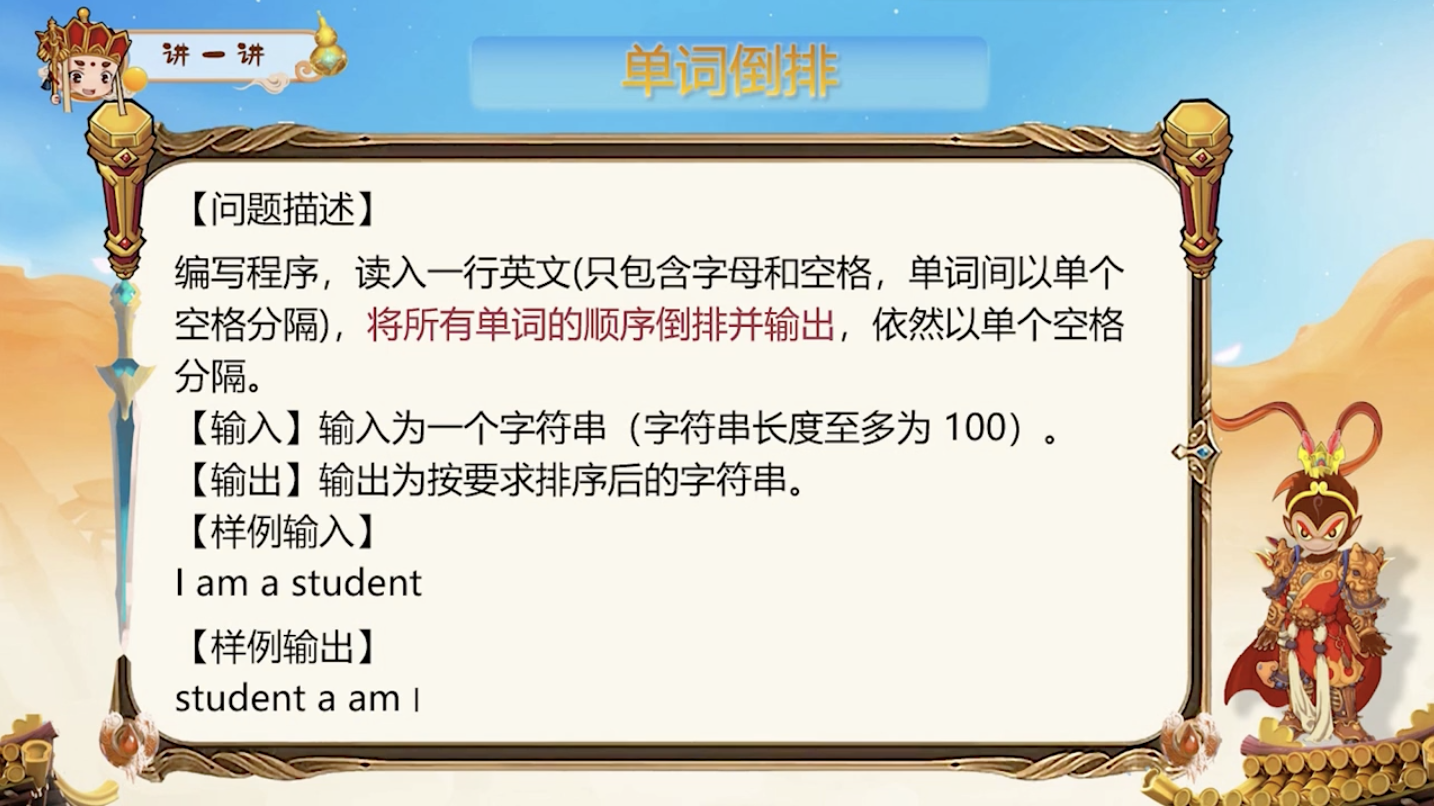 讲一讲
单词倒排
【问题描述】
编写程序，读入一行英文(只包含字母和空格，单词间以单个
空格分隔)，将所有单词的顺序倒排并输出，依然以单个空格
分隔。
【输入】输入为一个字符串（字符串长度至多为 100）。
【输出】输出为按要求排序后的字符串。
【样例输入】
I am a student
【样例输出】
student a am I